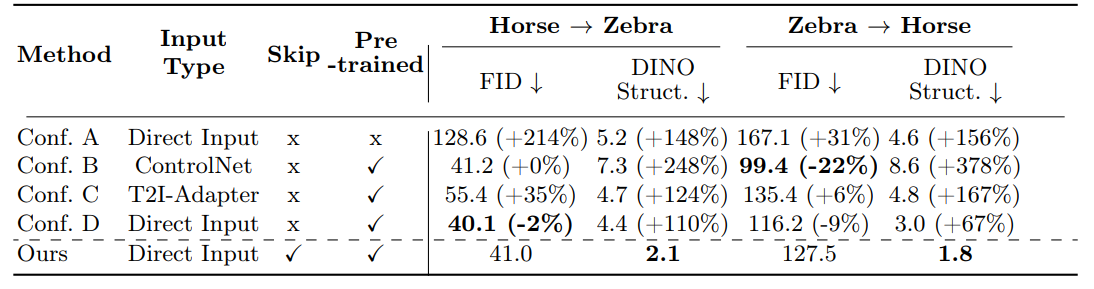 Method Input Type Skip Pre -trained Horse → Zebra Zebra → Horse
FID ↓ DINO Struct. ↓ FID ↓ DINO Struct. ↓
Conf. A Direct Input x x 128.6 (+214%) 5.2 (+148%) 167.1 (+31%) 4.6 (+156%)
Conf. B ControlNet x ✓ 41.2 (+0%) 7.3 (+248%) 99.4 (-22%) 8.6 (+378%)
Conf. C T2I-Adapter x ✓ 55.4 (+35%) 4.7 (+124%) 135.4 (+6%) 4.8 (+167%)
Conf. D Direct Input x ✓ 40.1 (-2%) 4.4 (+110%) 116.2 (-9%) 3.0 (+67%)
Ours Direct Input ✓ ✓ 41.0 2.1 127.5 1.8